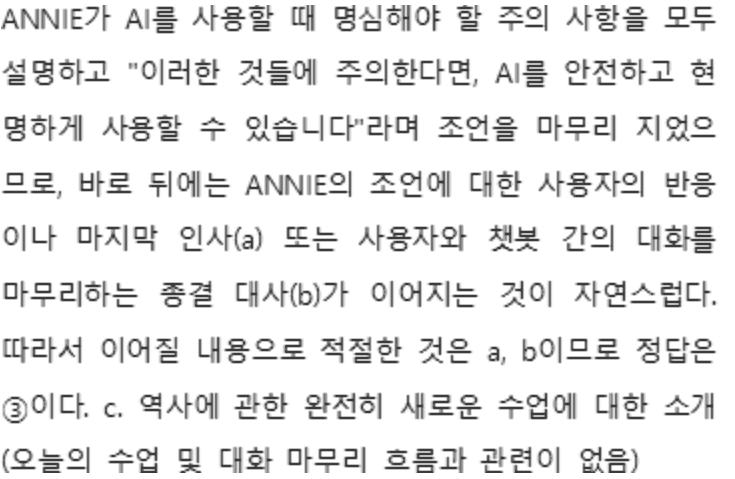 ANNIE가 AI를 사용할 때 명심해야 할 주의 사항을 모두
설명하고 "이러한 것들에 주의한다면, AI를 안전하고 현
명하게 사용할 수 있습니다"라며 조언을 마무리 지었으
므로, 바로 뒤에는 ANNIE의 조언에 대한 사용자의 반응
이나 마지막 인사(a) 또는 사용자와 챗봇 간의 대화를
마무리하는 종결 대사(b)가 이어지는 것이 자연스럽다.
따라서 이어질 내용으로 적절한 것은 a, b이므로 정답은
③이다. c. 역사에 관한 완전히 새로운 수업에 대한 소개
(오늘의 수업 및 대화 마무리 흐름과 관련이 없음)